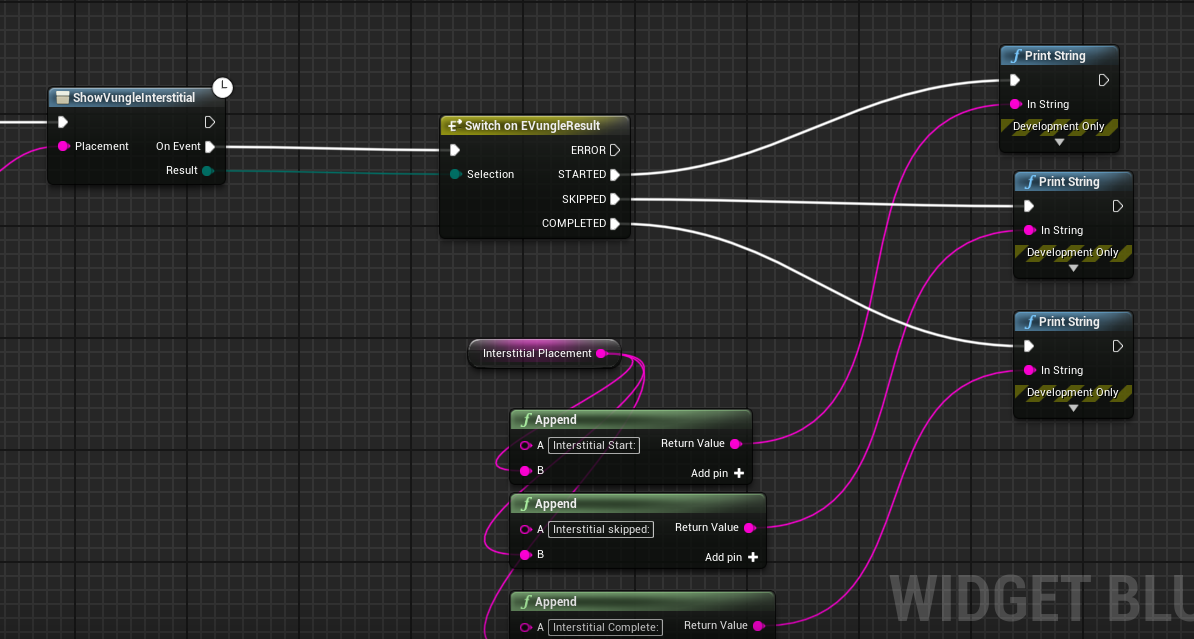 ShowVungleInterstitial
Placement
On Event
Result
Switch on EVungleResult
ERROR
Selection
STARTED
SKIPPED
COMPLETED
Print String
In String
Development Only
Print String
In String
Development Only
Print String
In String
Development Only
Interstitial Placement
Append
A Interstitial Start: Return Value
B
Add pin
Append
A Interstitial skipped: Return Value
B
Add pin
Append
A Interstitial Complete: Return Value
WIDGET BLU